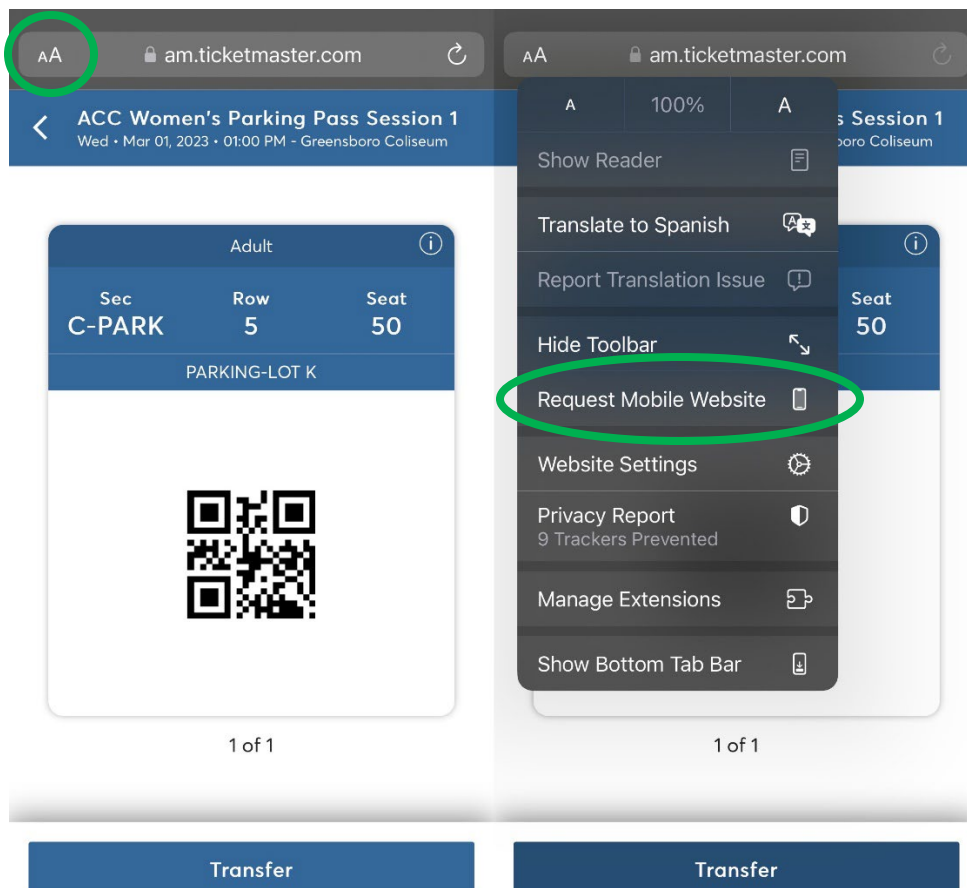 AA am.ticketmaster.com
ACC Women's Parking Pass Session 1
Wed • Mar 01, 2023 • 01:00 PM - Greensboro Coliseum
Adult
Sec Row Seat
C-PARK 5 50
PARKING-LOT K
1 of 1
Transfer
AA am.ticketmaster.com
A 100% A
s Session 1
boro Coliseum
Show Reader
Translate to Spanish
Report Translation Issue
Seat
50
Hide Toolbar
Request Mobile Website
Website Settings
Privacy Report
9 Trackers Prevented
Manage Extensions
Show Bottom Tab Bar
1 of 1
Transfer